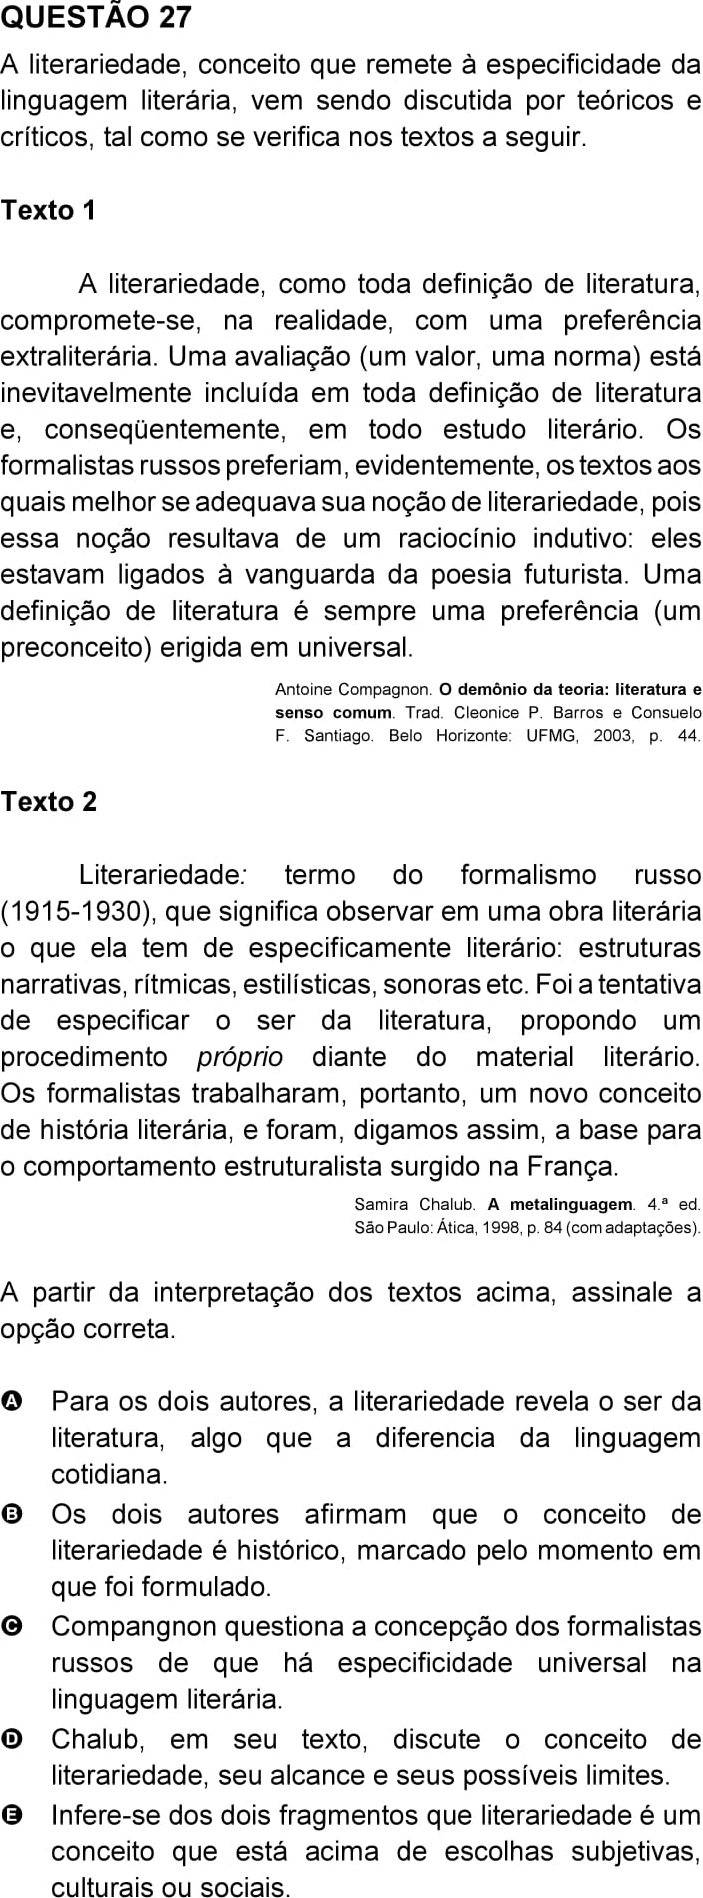 QUESTÃO 27
A literariedade, conceito que remete à especificidade da
linguagem literária, vem sendo discutida por teóricos e
críticos, tal como se verifica nos textos a seguir.
Texto 1
A literariedade, como toda definição de literatura,
compromete-se, na realidade, com uma preferência
extraliterária. Uma avaliação (um valor, uma norma) está
inevitavelmente incluída em toda definição de literatura
e, conseqüentemente, em todo estudo literário. Os
formalistas russos preferiam, evidentemente, os textos aos
quais melhor se adequava sua noção de literariedade, pois
essa noção resultava de um raciocínio indutivo: eles
estavam ligados à vanguarda da poesia futurista. Uma
definição de literatura é sempre uma preferência (um
preconceito) erigida em universal.
Antoine Compagnon. O demônio da teoria: literatura e
senso comum. Trad. Cleonice P. Barros e Consuelo
F. Santiago. Belo Horizonte: UFMG, 2003, p. 44.
Texto 2
Literariedade: termo do formalismo russo
(1915-1930), que significa observar em uma obra literária
o que ela tem de especificamente literário: estruturas
narrativas, rítmicas, estilísticas, sonoras etc. Foi a tentativa
de especificar o ser da literatura, propondo um
procedimento próprio diante do material literário.
Os formalistas trabalharam, portanto, um novo conceito
de história literária, e foram, digamos assim, a base para
o comportamento estruturalista surgido na França.
Samira Chalub. A metalinguagem. 4.ª ed.
São Paulo: Ática, 1998, p. 84 (com adaptações).
A partir da interpretação dos textos acima, assinale a
opção correta.
A Para os dois autores, a literariedade revela o ser da
literatura, algo que a diferencia da linguagem
cotidiana.
B Os dois autores afirmam que o conceito de
literariedade é histórico, marcado pelo momento em
que foi formulado.
C Compangnon questiona a concepção dos formalistas
russos de que há especificidade universal na
linguagem literária.
D Chalub, em seu texto, discute o conceito de
literariedade, seu alcance e seus possíveis limites.
E Infere-se dos dois fragmentos que literariedade é um
conceito que está acima de escolhas subjetivas,
culturais ou sociais.